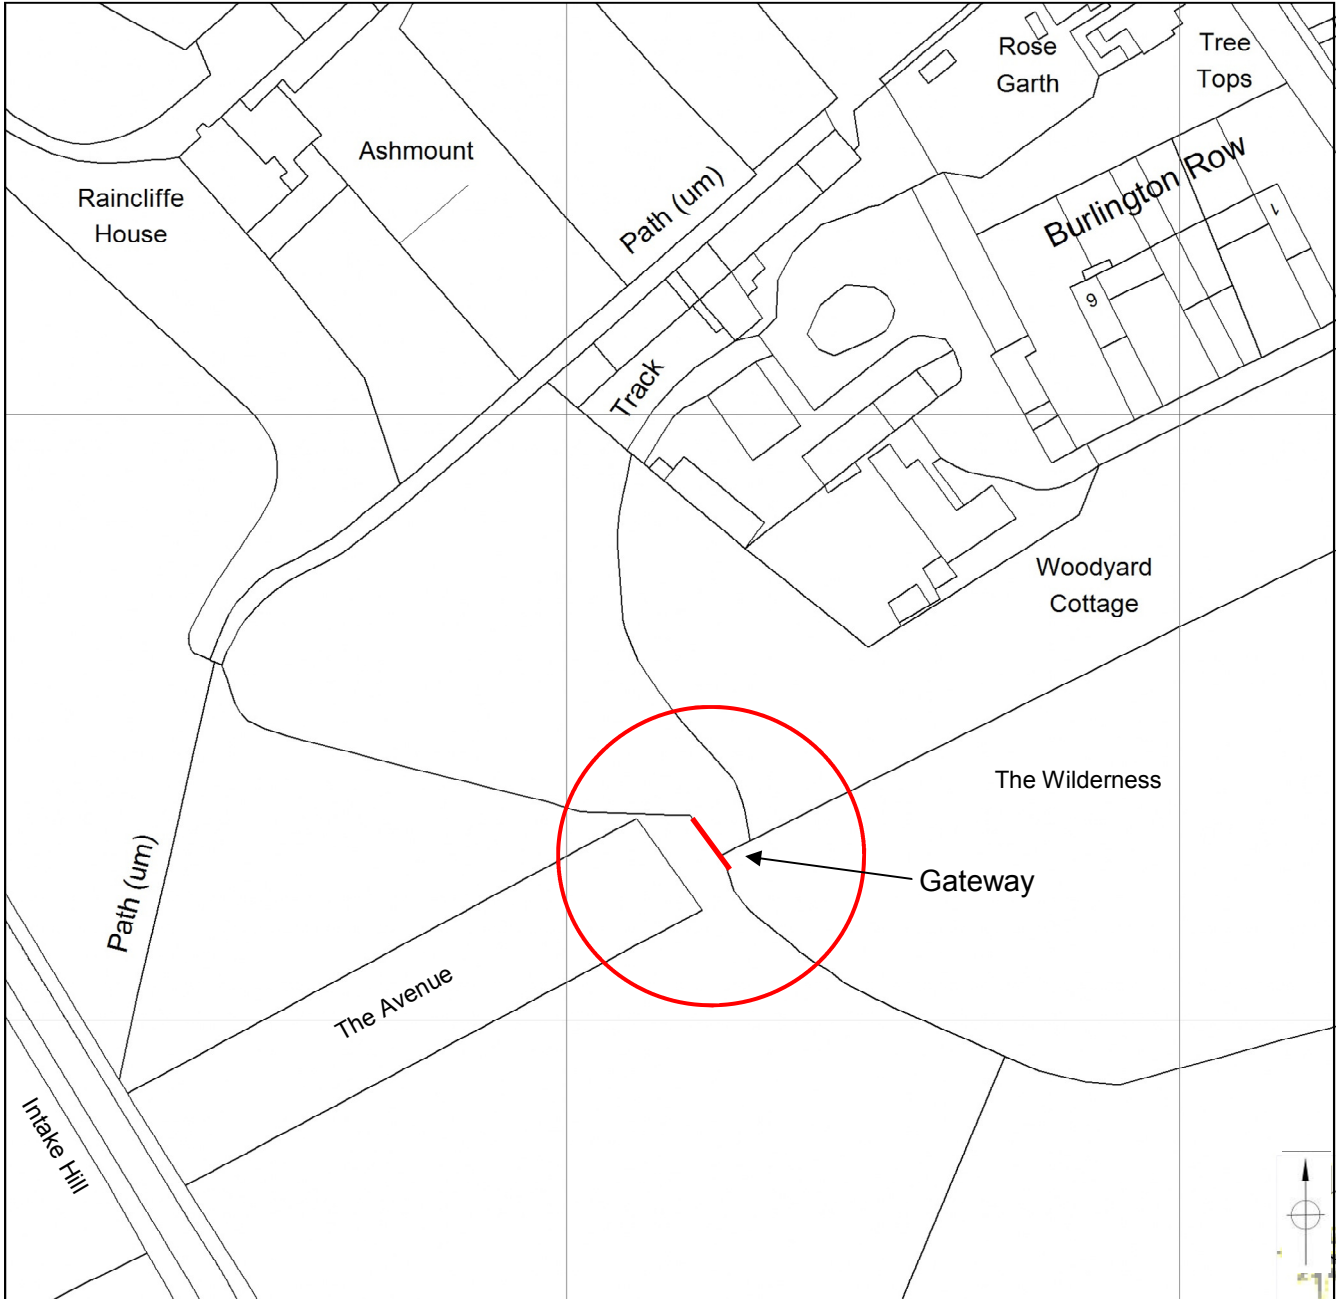 Rose
Garth
Tree
Tops
Ashmount
Raincliffe
House
Path (um)
Burlington Row
1
9
Track
Woodyard
Cottage
The Wilderness
Gateway
Path (um)
The Avenue
Intake Hill